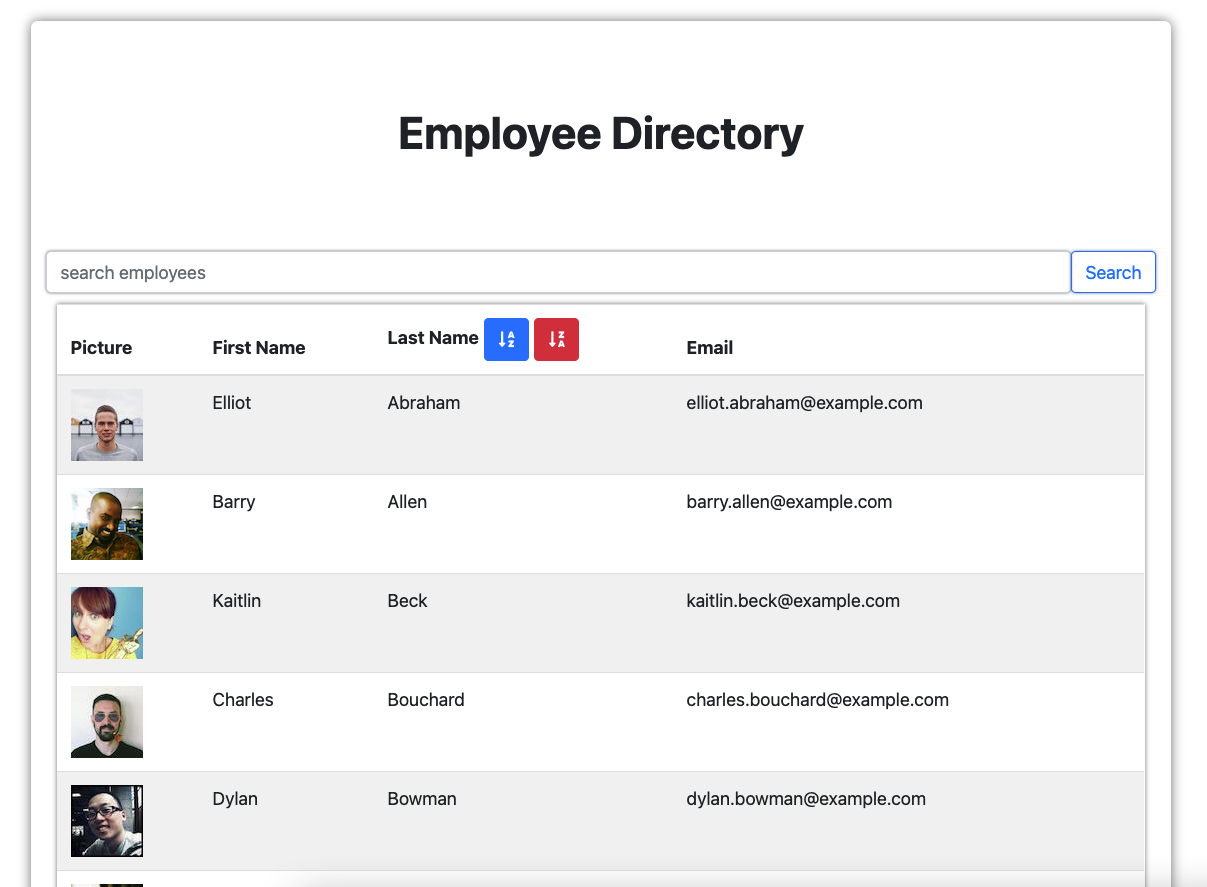 Employee Directory
search employees Search
Picture First Name Last Name A Z Z A Email
Elliot Abraham elliot.abraham@example.com
Barry Allen barry.allen@example.com
Kaitlin Beck kaitlin.beck@example.com
Charles Bouchard charles.bouchard@example.com
Dylan Bowman dylan.bowman@example.com